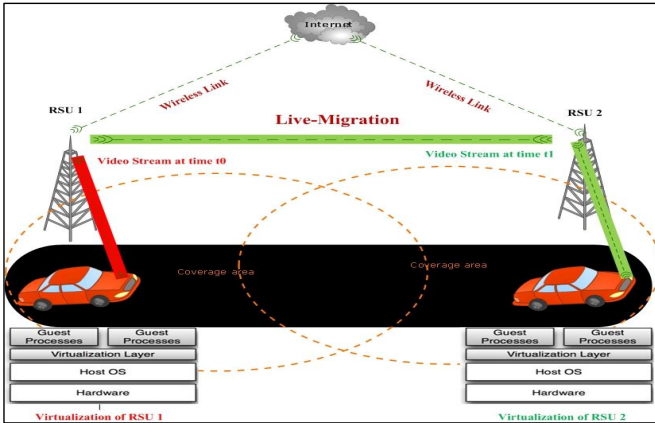 Internet
Wireless Link
Wireless Link
RSU 1
RSU 2
Live-Migration
Video Stream at time t0
Video Stream at time t1
Coverage area
Coverage area
Guest
Processes
Guest
Processes
Virtualization Layer
Host OS
Hardware
Virtualization of RSU 1
Guest
Processes
Guest
Processes
Virtualization Layer
Host OS
Hardware
Virtualization of RSU 2